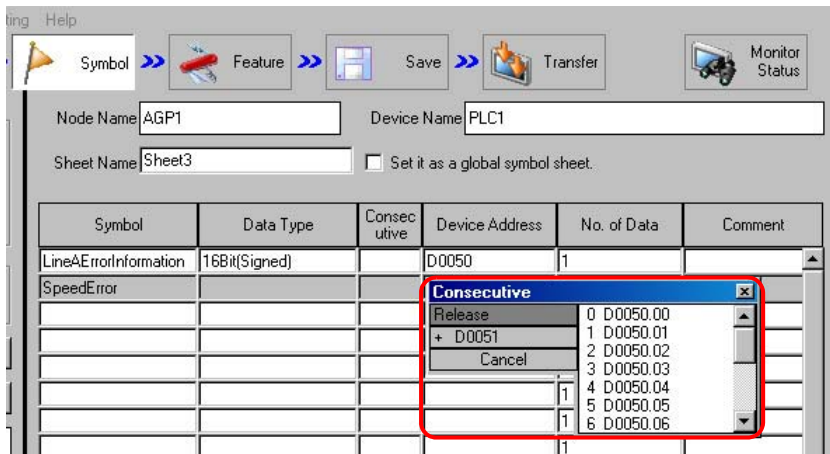 ting Help
Symbol Feature Save Transfer Monitor Status
Node Name AGP1 Device Name PLC1
Sheet Name Sheet3 Set it as a global symbol sheet.
Symbol Data Type Consecutive Device Address No. of Data Comment
LineAErrorInformation 16Bit(Signed) D0050 1
SpeedError
Consecutive
Release 0 D0050.00
+ D0051 1 D0050.01
Cancel 2 D0050.02
3 D0050.03
1 4 D0050.04
5 D0050.05
1 6 D0050.06
1